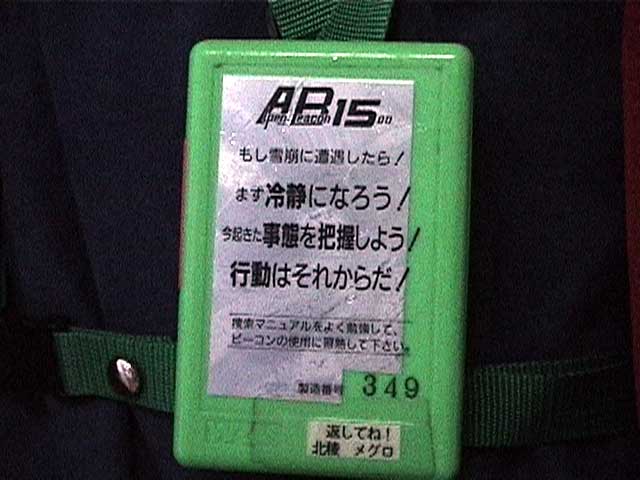 Alpen Beacon 1500
もし雪崩に遭遇したら!
まず冷静になろう!
今起きた事態を把握しよう!
行動はそれからだ!
捜索マニュアルをよく勉強して、
ビーコンの使用に習熟して下さい。
製造番号 349
返してね!
北稜 メグロ